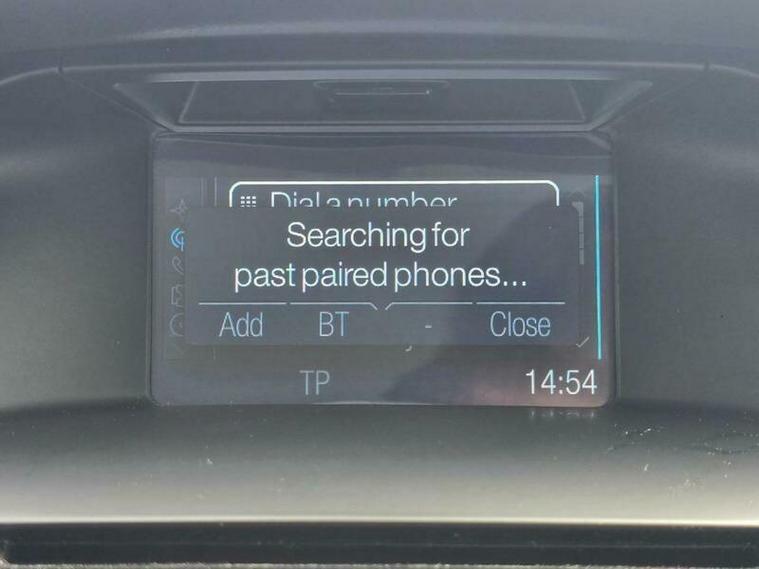 Dial a number
Searching for
past paired phones...
Add BT - Close
TP 14:54